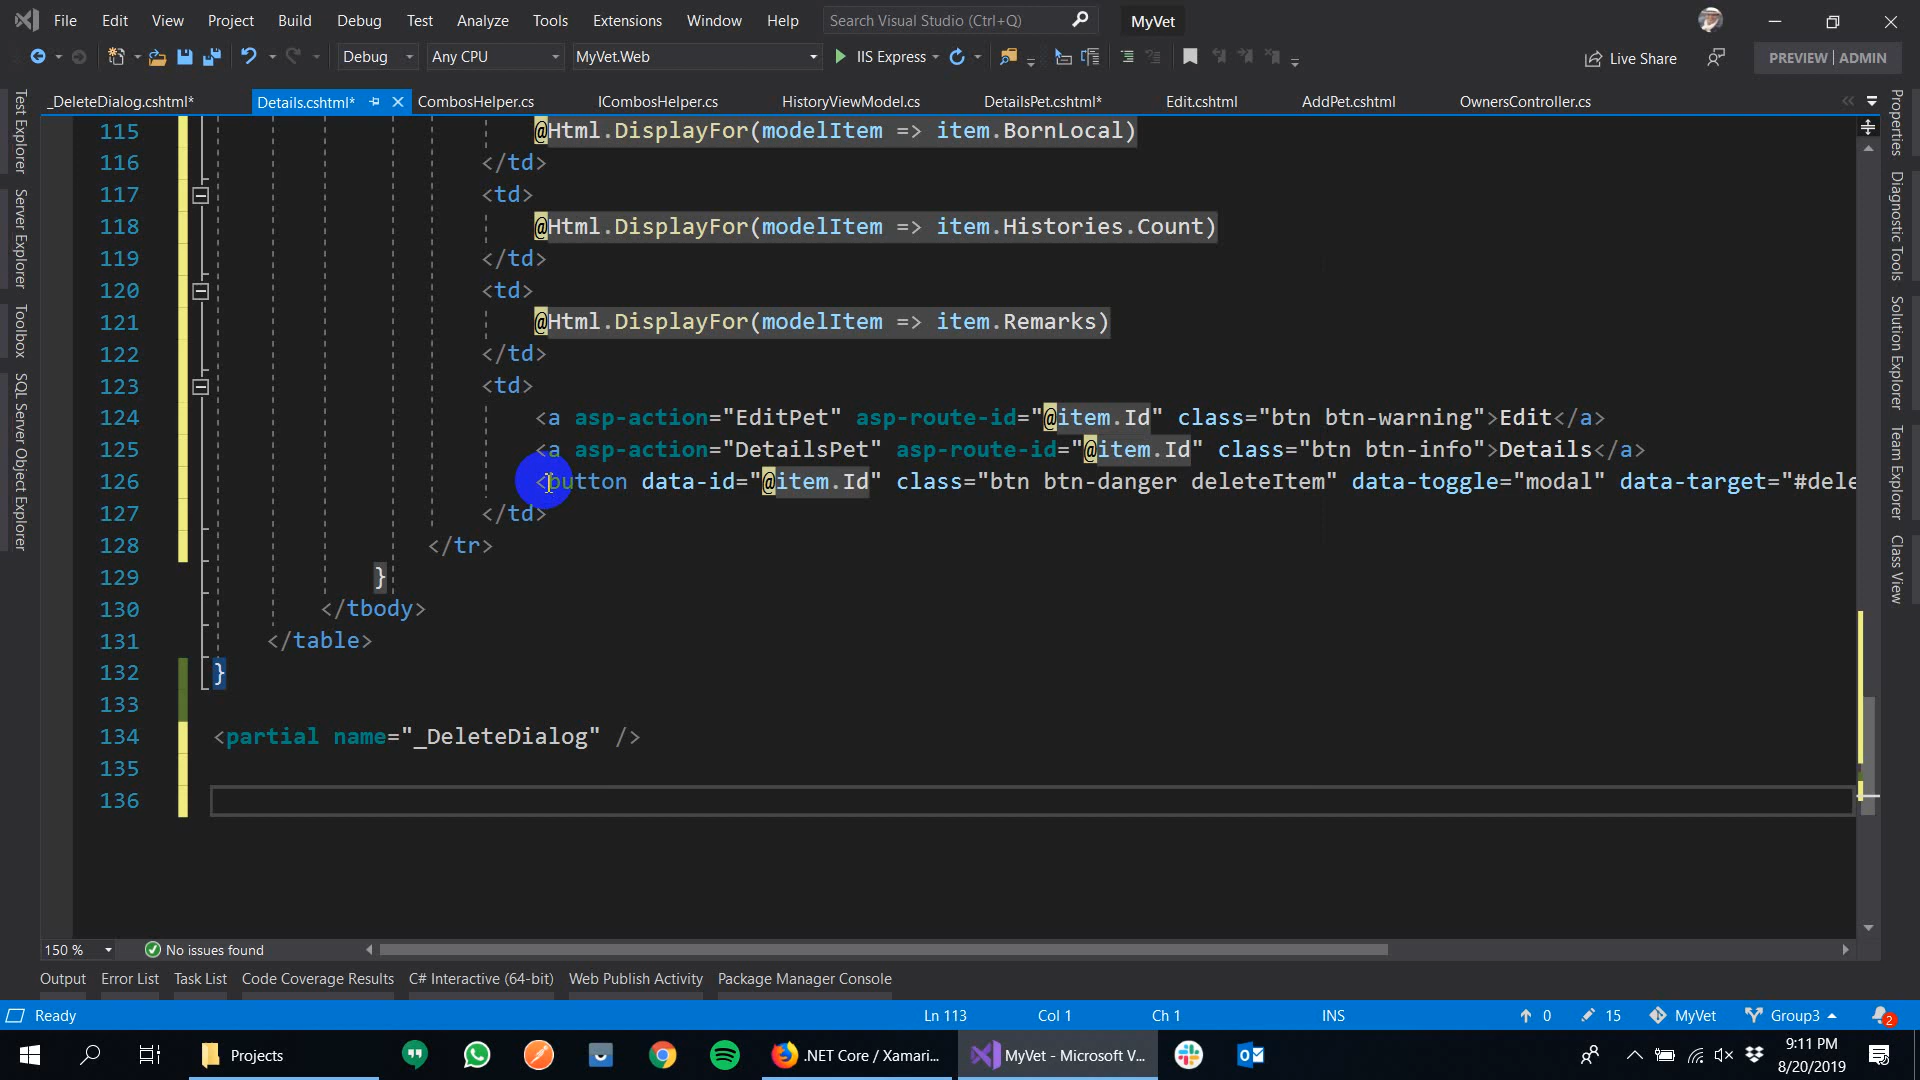 File Edit View Project Build Debug Test Analyze Tools Extensions Window Help Search Visual Studio (Ctrl+Q) MyVet
Debug Any CPU MyVet.Web IIS Express Live Share PREVIEW | ADMIN
_DeleteDialog.cshtml* Details.cshtml* CombosHelper.cs ICombosHelper.cs HistoryViewModel.cs DetailsPet.cshtml* Edit.cshtml AddPet.cshtml OwnersController.cs
Test Explorer
Server Explorer
Toolbox
SQL Server Object Explorer
115 @Html.DisplayFor(modelItem => item.BornLocal)
116 </td>
117 <td>
118 @Html.DisplayFor(modelItem => item.Histories.Count)
119 </td>
120 <td>
121 @Html.DisplayFor(modelItem => item.Remarks)
122 </td>
123 <td>
124 <a asp-action="EditPet" asp-route-id="@item.Id" class="btn btn-warning">Edit</a>
125 <a asp-action="DetailsPet" asp-route-id="@item.Id" class="btn btn-info">Details</a>
126 <button data-id="@item.Id" class="btn btn-danger deleteItem" data-toggle="modal" data-target="#dele
127 </td>
128 </tr>
129 }
130 </tbody>
131 </table>
132 }
133
134 <partial name="_DeleteDialog" />
135
136
Properties
Diagnostic Tools
Solution Explorer
Team Explorer
Class View
150 % No issues found
Output Error List Task List Code Coverage Results C# Interactive (64-bit) Web Publish Activity Package Manager Console
Ready Ln 113 Col 1 Ch 1 INS 0 15 MyVet Group3 2
Projects .NET Core / Xamari... MyVet - Microsoft V... 9:11 PM
8/20/2019